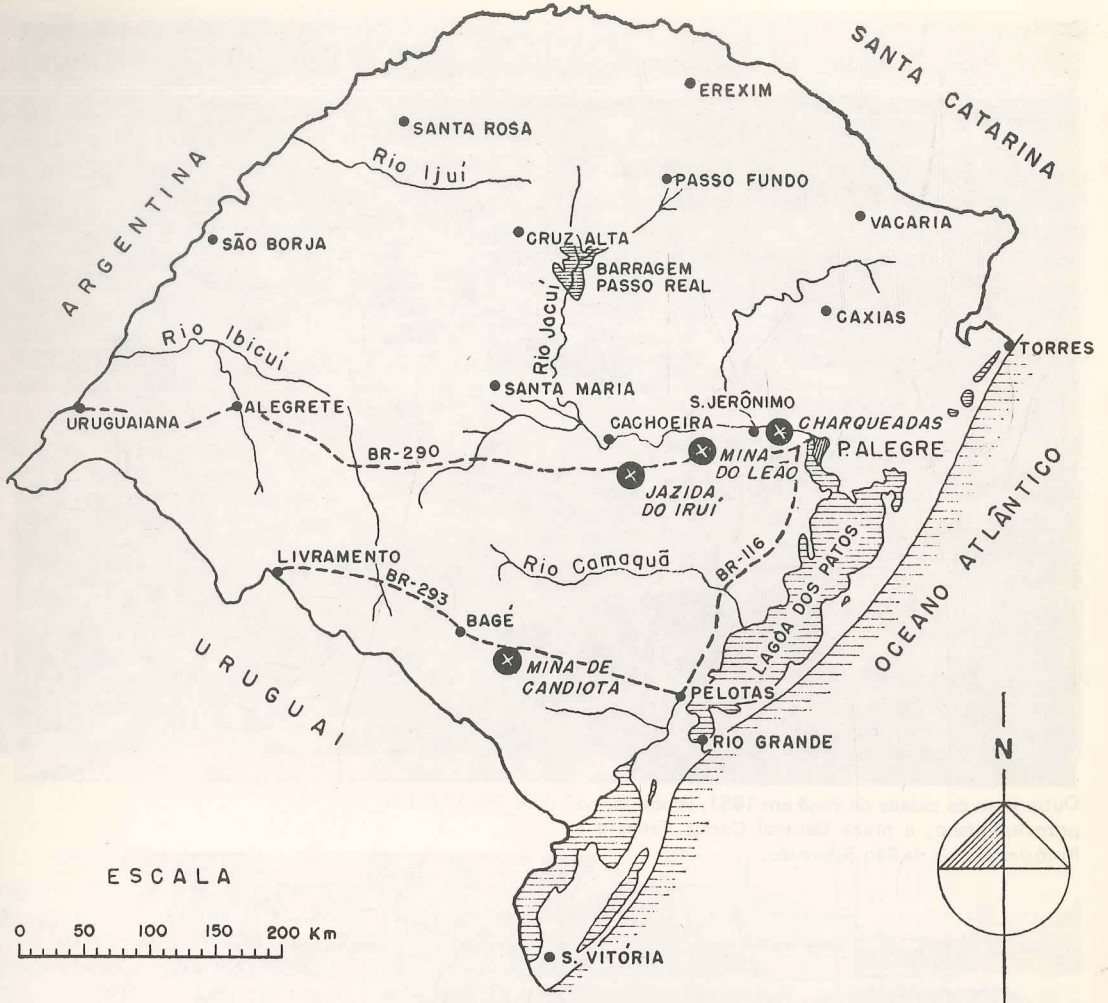 SANTA CATARINA
EREXIM
SANTA ROSA
Rio Ijuí
PASSO FUNDO
ARGENTINA
VACARIA
SÃO BORJA
CRUZ ALTA
BARRAGEM
PASSO REAL
Rio Jacuí
CAXIAS
Rio Ibicuí
TORRES
SANTA MARIA
URUGUAIANA
ALEGRETE
S. JERÔNIMO
CHARQUEADAS
CACHOEIRA
P. ALEGRE
BR-290
MINA
DO LEÃO
JAZIDA
DO IRUÍ
OCEANO ATLÂNTICO
LIVRAMENTO
Rio Camaquã
BR-116
LAGOA DOS PATOS
BR-293
BAGÉ
MINA DE
CANDIOTA
URUGUAI
PELOTAS
RIO GRANDE
N
ESCALA
0 50 100 150 200 Km
S. VITÓRIA